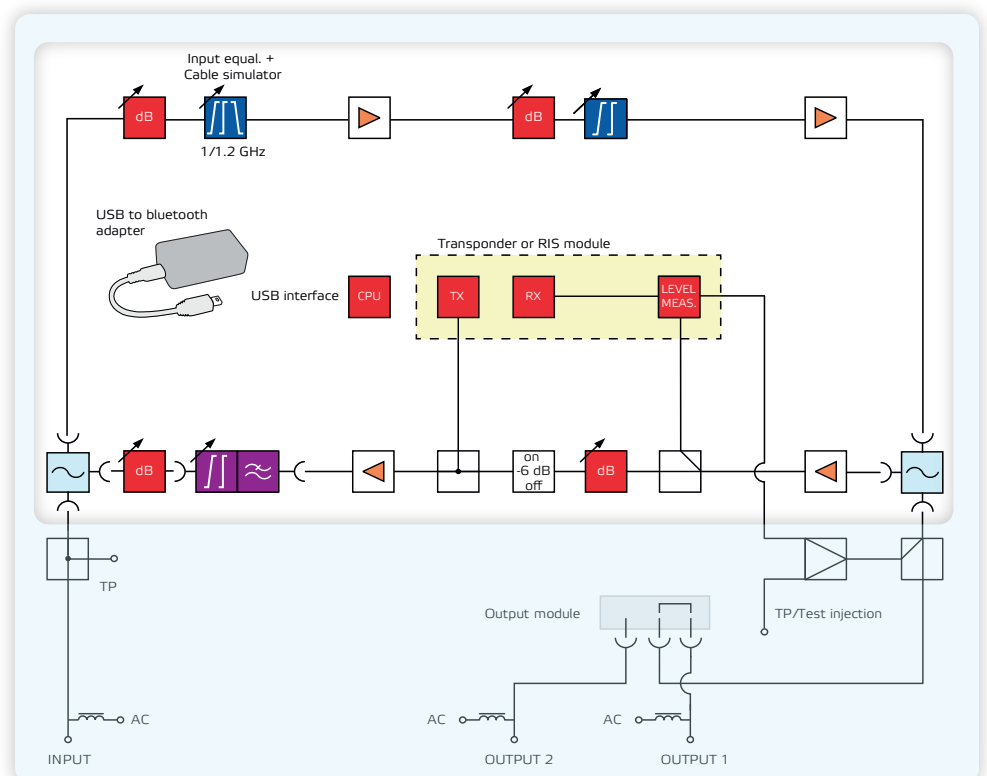 Input equal. +
Cable simulator
dB
1/1.2 GHz
dB
USB to bluetooth
adapter
Transponder or RIS module
USB interface
CPU
TX
RX
LEVEL
MEAS.
dB
on
-6 dB
off
dB
TP
Output module
TP/Test injection
AC
AC
AC
INPUT
OUTPUT 2
OUTPUT 1